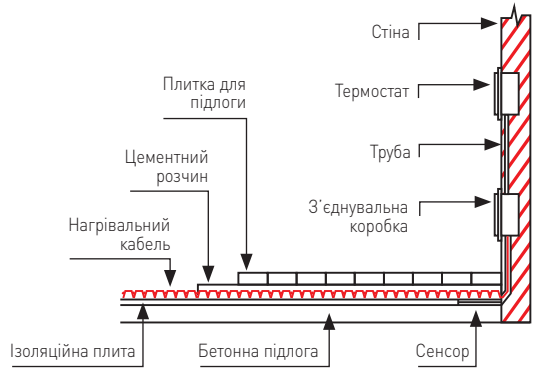 Стіна
Плитка для
підлоги
Термостат
Цементний
розчин
Труба
Нагрівальний
кабель
З'єднувальна
коробка
Ізоляційна плита
Бетонна підлога
Сенсор